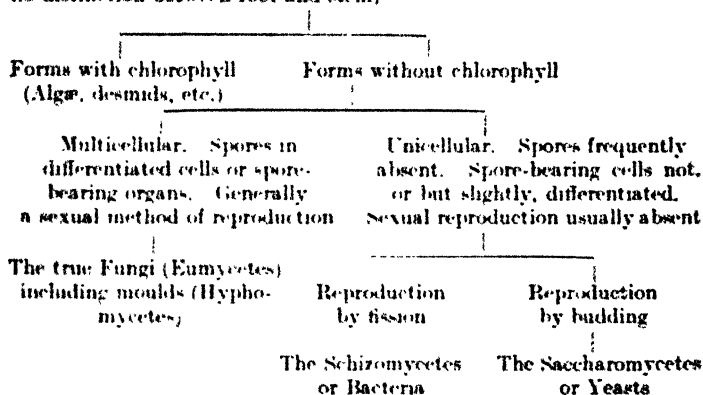 Forms with chlorophyll
(Algæ, desmids, etc.)
Forms without chlorophyll
Multicellular. Spores in
differentiated cells or spore-
bearing organs. Generally
a sexual method of reproduction
Unicellular. Spores frequently
absent. Spore-bearing cells not,
or but slightly, differentiated.
Sexual reproduction usually absent
The true Fungi (Eumycetes)
including moulds (Hypho-
mycetes)
Reproduction
by fission
Reproduction
by budding
The Schizomycetes
or Bacteria
The Saccharomycetes
or Yeasts